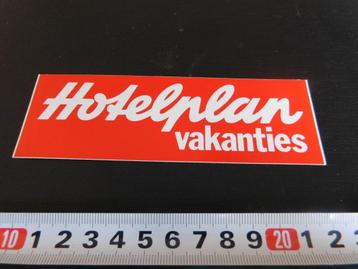 Hotelplan
vakanties
10 1 2 3 4 5 6 7 8 9 20 1 2 3